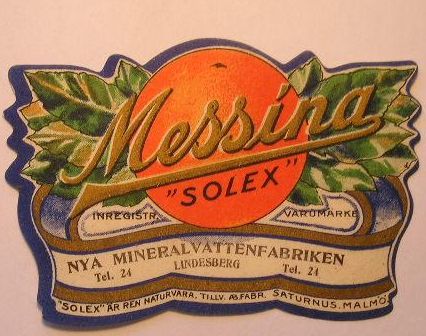 Messina
"SOLEX"
INREGISTR. VARUMÄRKE
NYA MINERALVATTENFABRIKEN
Tel. 24 LINDESBERG Tel. 24
"SOLEX" ÄR REN NATURVARA. TILLV. A.B. FABR. SATURNUS, MALMÖ